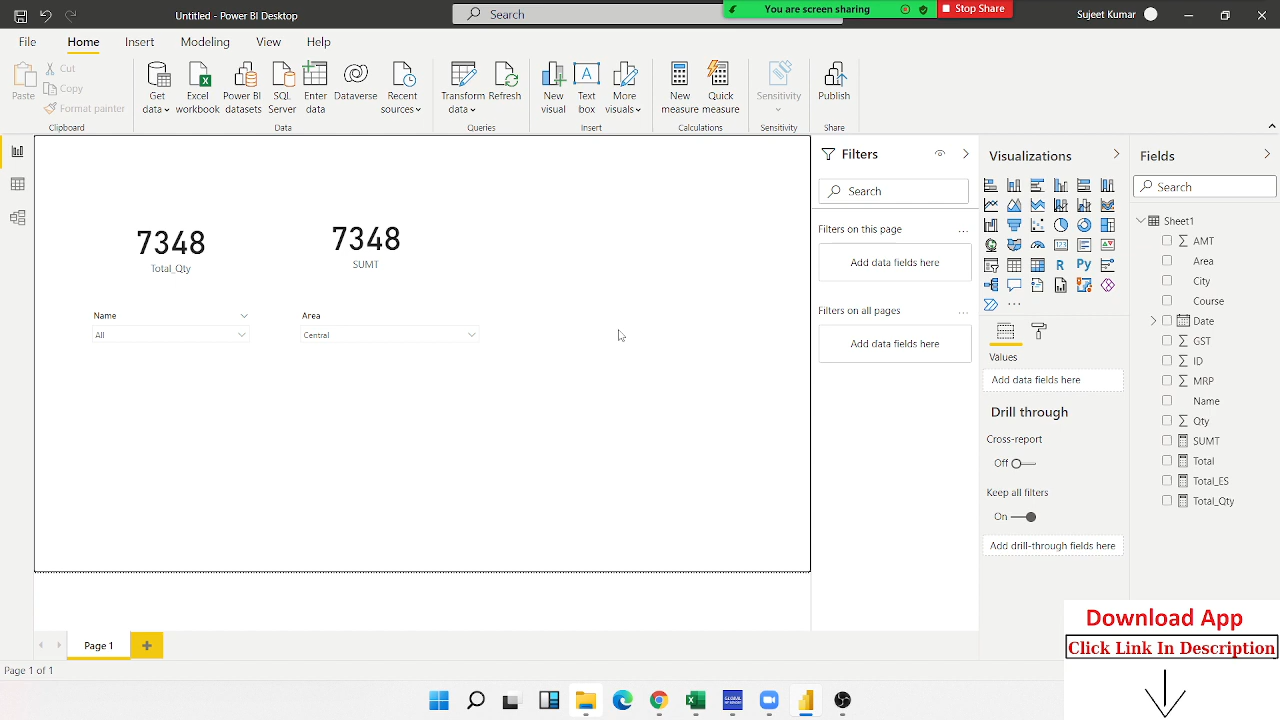 Untitled - Power BI Desktop
Search
You are screen sharing
Stop Share
Sujeet Kumar
File
Home
Insert
Modeling
View
Help
Paste
Cut
Copy
Format painter
Get data
Excel workbook
Power BI datasets
SQL Server
Enter data
Dataverse
Recent sources
Transform data
Refresh
New visual
Text box
More visuals
New measure
Quick measure
Sensitivity
Publish
Clipboard
Data
Queries
Insert
Calculations
Sensitivity
Share
7348
Total_Qty
7348
SUMT
Name
All
Area
Central
Filters
Search
Filters on this page
Add data fields here
Filters on all pages
Add data fields here
Visualizations
Values
Add data fields here
Drill through
Cross-report
Off
Keep all filters
On
Add drill-through fields here
Fields
Search
Sheet1
AMT
Area
City
Course
Date
GST
ID
MRP
Name
Qty
SUMT
Total
Total_ES
Total_Qty
Page 1
Page 1 of 1
Download App
Click Link In Description